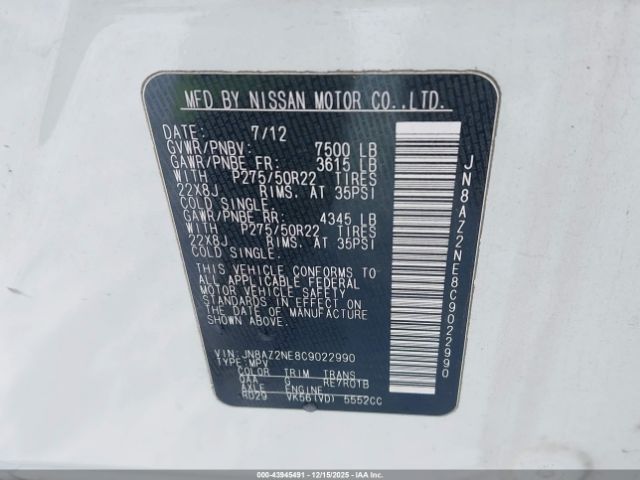 MFD BY NISSAN MOTOR CO.,LTD.
DATE: 7/12
GVWR/PNBV: 7500 LB
GAWR/PNBE FR: 3615 LB
WITH P275/50R22 TIRES
22X8J RIMS, AT 35PSI
COLD SINGLE.
GAWR/PNBE RR: 4345 LB
WITH P275/50R22 TIRES
22X8J RIMS, AT 35PSI
COLD SINGLE.
THIS VEHICLE CONFORMS TO
ALL APPLICABLE FEDERAL
MOTOR VEHICLE SAFETY
STANDARDS IN EFFECT ON
THE DATE OF MANUFACTURE
SHOWN ABOVE.
VIN: JN8AZ2NE8C9022990
TYPE: MPV
COLOR TRIM TRANS
QAA G RE7R01B
AXLE ENGINE
RD29 VK56(VD) 5552CC
JN8AZ2NE8C9022990
000-43945491 - 12/15/2025 - IAAI.COM